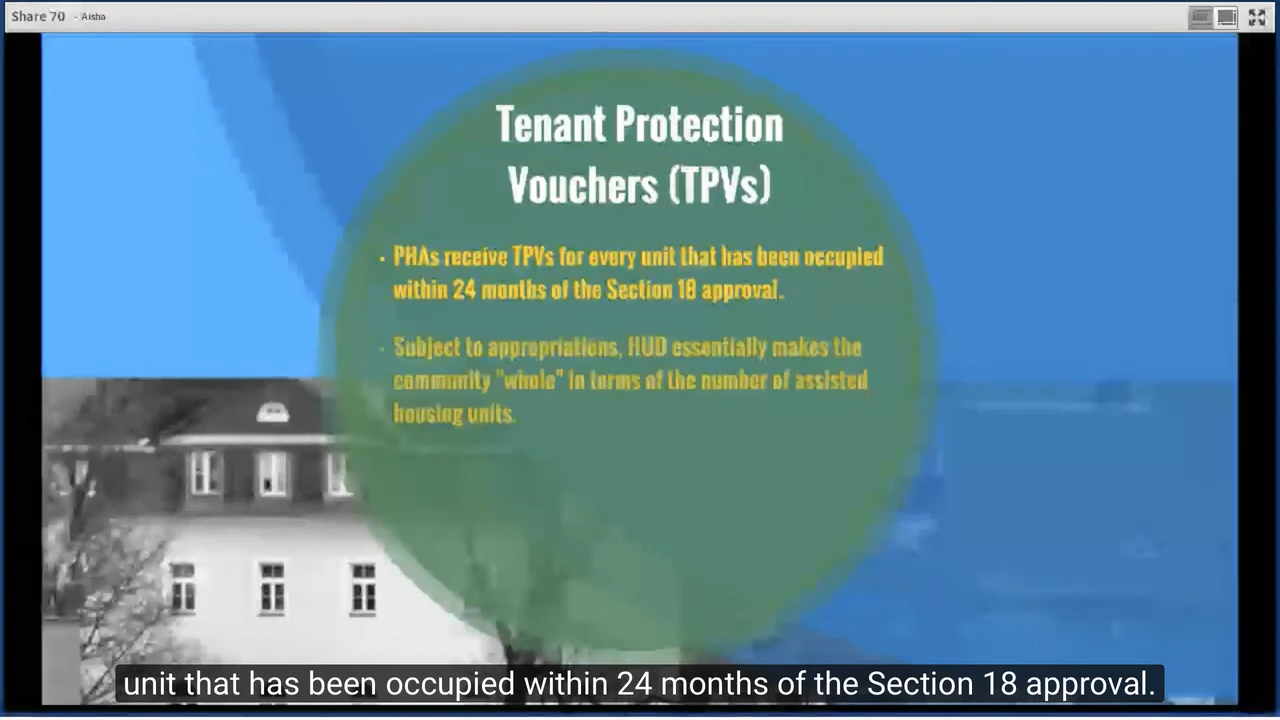 Share 70 - 'Aisha
Tenant Protection
Vouchers (TPVs)
· PHAs receive TPVs for every unit that has been occupied
within 24 months of the Section 18 approval.
· Subject to appropriations, HUD essentially makes the
community "whole" in terms of the number of assisted
housing units.
unit that has been occupied within 24 months of the Section 18 approval.